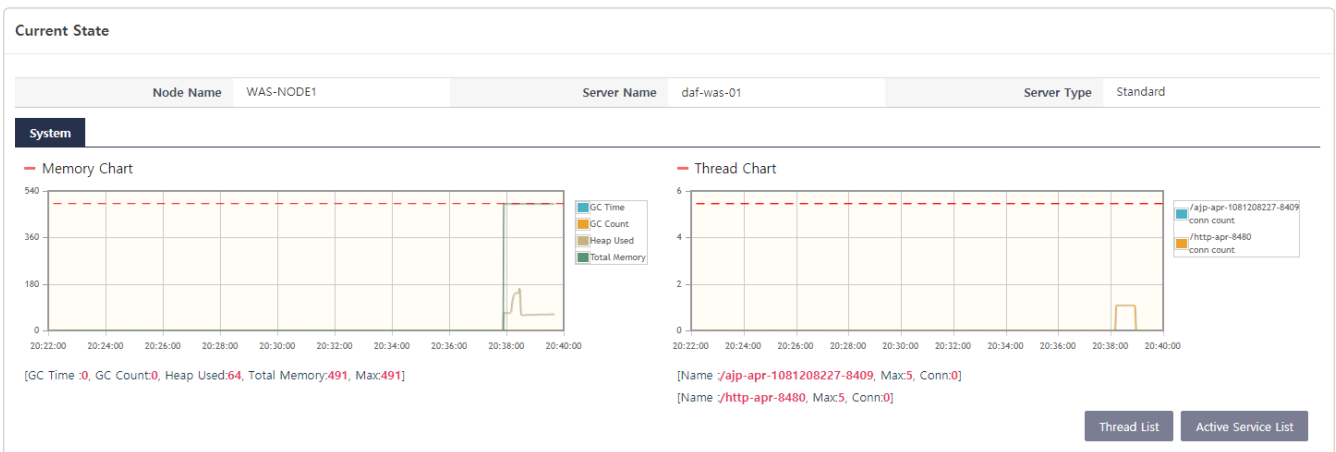 Current State
Node Name WAS-NODE1 Server Name daf-was-01 Server Type Standard
System
Memory Chart
540
360
180
0
20:22:00 20:24:00 20:26:00 20:28:00 20:30:00 20:32:00 20:34:00 20:36:00 20:38:00 20:40:00
GC Time
GC Count
Heap Used
Total Memory
[GC Time :0, GC Count:0, Heap Used:64, Total Memory:491, Max:491]
Thread Chart
6
4
2
0
20:22:00 20:24:00 20:26:00 20:28:00 20:30:00 20:32:00 20:34:00 20:36:00 20:38:00 20:40:00
/ajp-apr-1081208227-8409
conn count
/http-apr-8480
conn count
[Name :/ajp-apr-1081208227-8409, Max:5, Conn:0]
[Name :/http-apr-8480, Max:5, Conn:0]
Thread List Active Service List